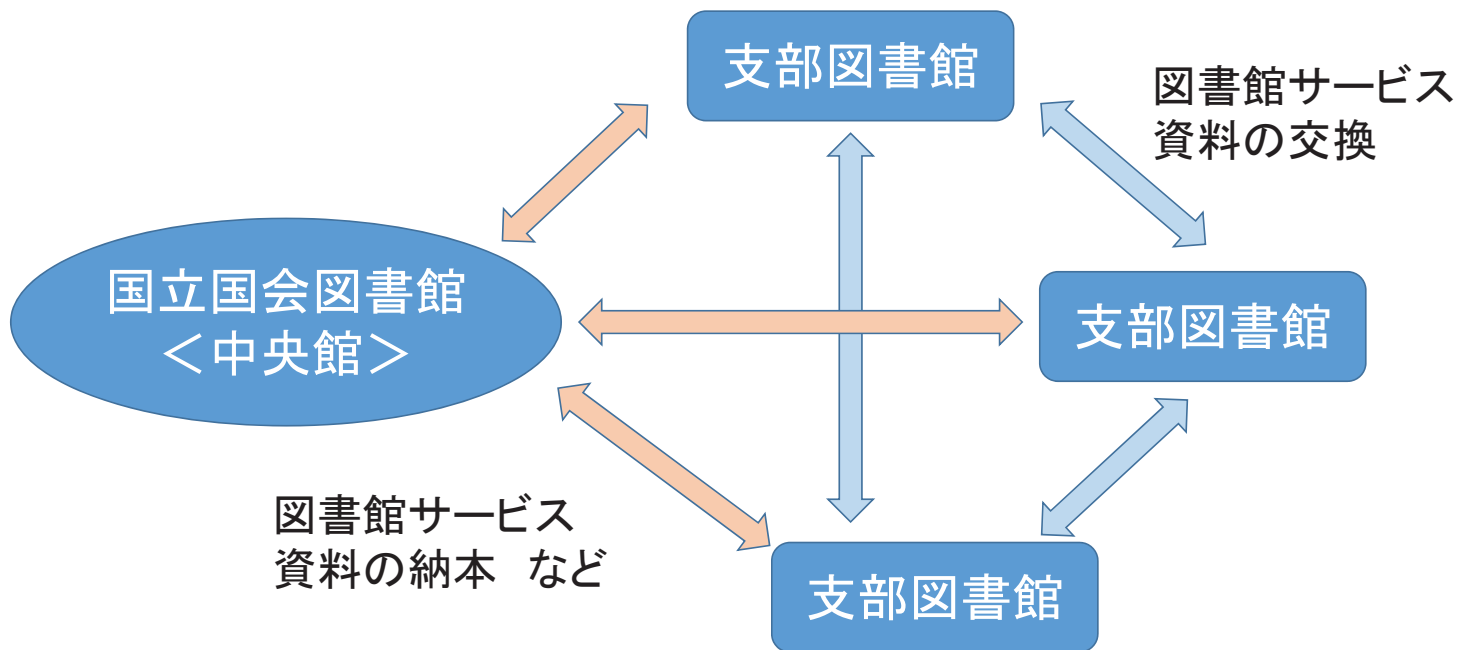 支部図書館
図書館サービス
資料の交換
国立国会図書館
＜中央館＞
支部図書館
図書館サービス
資料の納本　など
支部図書館